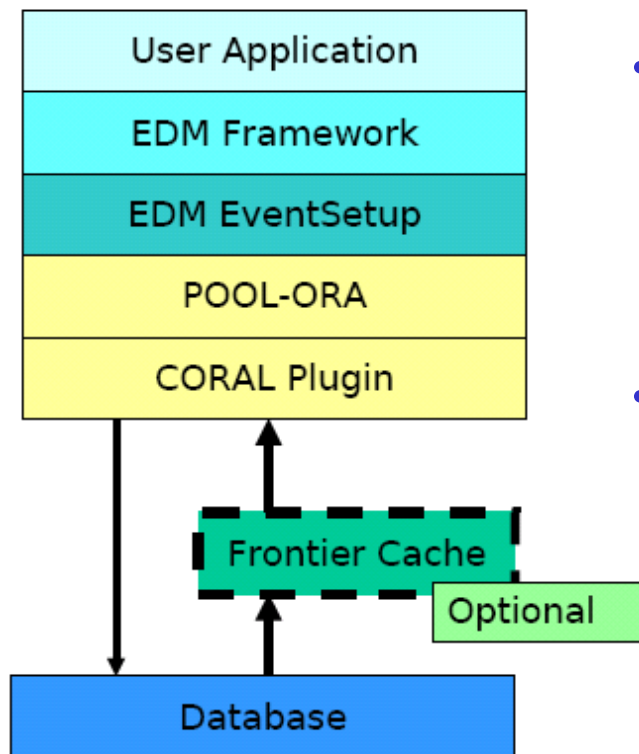 User Application
EDM Framework
EDM EventSetup
POOL-ORA
CORAL Plugin
Frontier Cache
Optional
Database